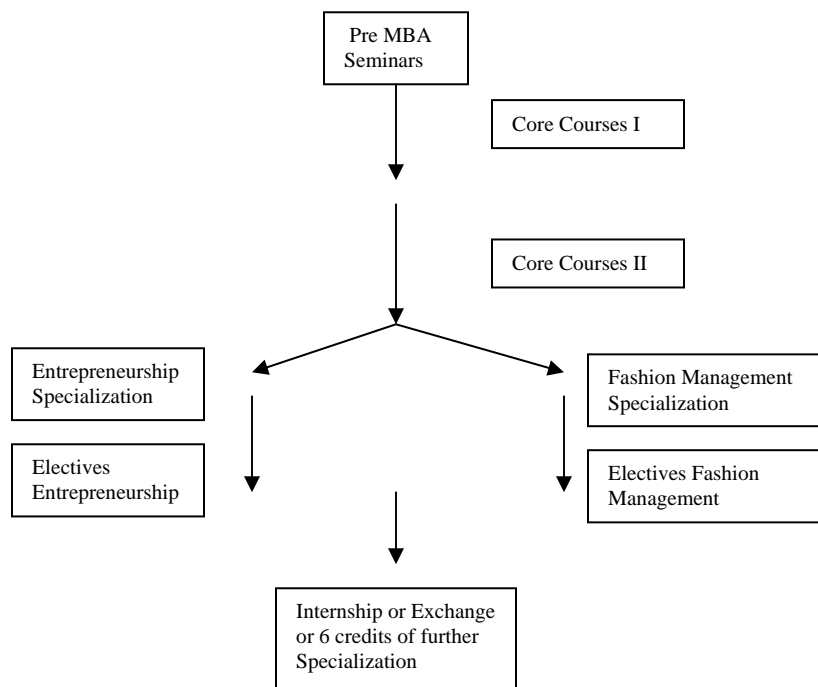 Pre MBA
Seminars
Core Courses I
Core Courses II
Entrepreneurship
Specialization
Fashion Management
Specialization
Electives
Entrepreneurship
Electives Fashion
Management
Internship or Exchange
or 6 credits of further
Specialization